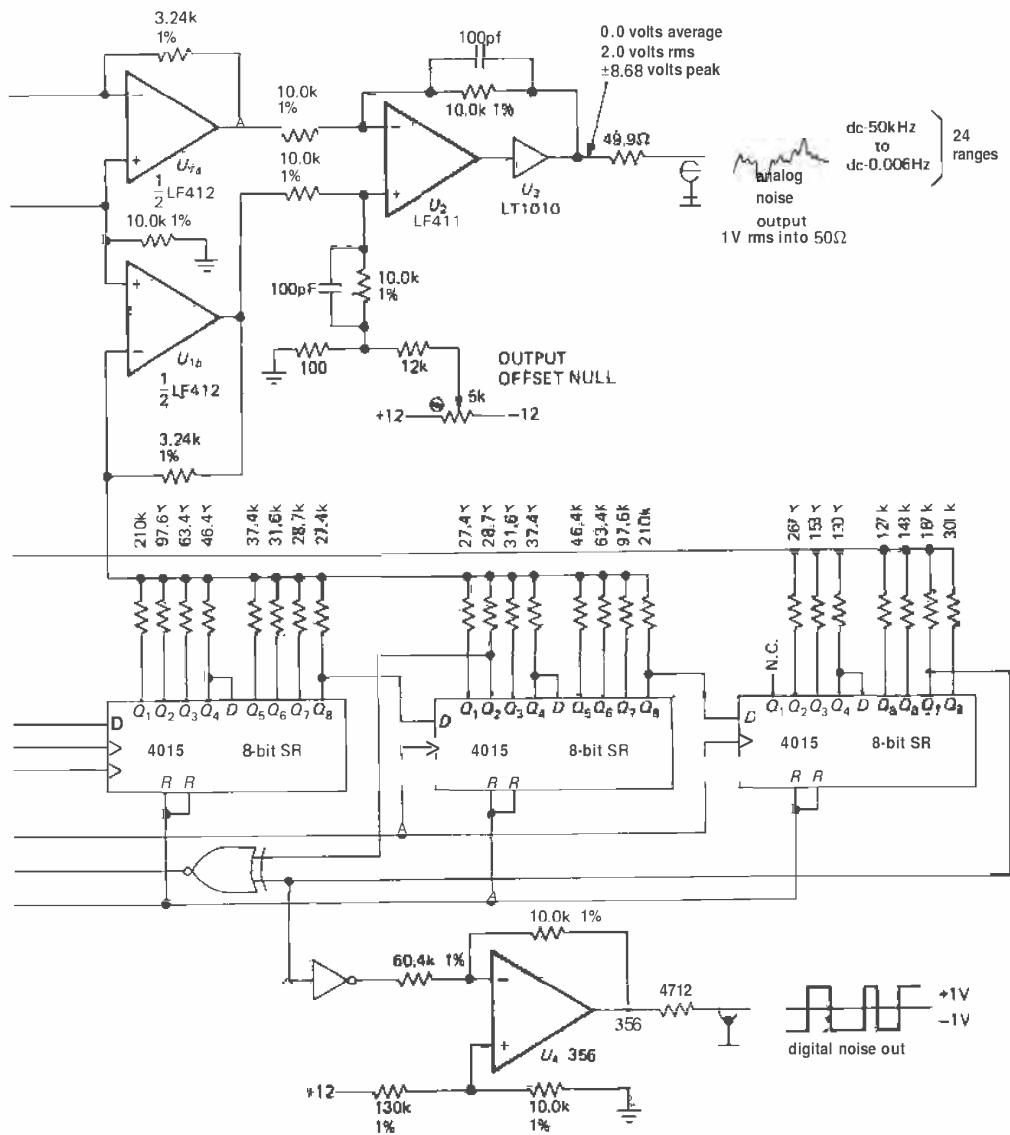 3.24k
1%
100pf
0.0 volts average
2.0 volts rms
±8.68 volts peak
10.0k
1%
10.0k 1%
49.9Ω
dc-50kHz
to
dc-0.006Hz
24
ranges
analog
noise
output
1V rms into 50Ω
10.0k
1%
1/2 LF412
U2
LF411
U3
LT1010
10.0k 1%
100pF
10.0k
1%
U1b
1/2 LF412
100
12k
OUTPUT
OFFSET NULL
5k
+12
-12
3.24k
1%
210k
97.6k
63.4k
46.4k
37.4k
31.6k
28.7k
27.4k
27.4k
28.7k
31.6k
37.4k
46.4k
63.4k
97.6k
210k
130k
301k
N.C.
Q1 Q2 Q3 Q4 D Q5 Q6 Q7 Q8
D
4015
8-bit SR
R R
Q1 Q2 Q3 Q4 D Q5 Q6 Q7 Q8
D
4015
8-bit SR
R R
Q1 Q2 Q3 Q4 D
D
4015
8-bit SR
R R
10.0k 1%
60.4k 1%
4712
356
U4 356
+1V
-1V
digital noise out
+12
130k
1%
10.0k
1%